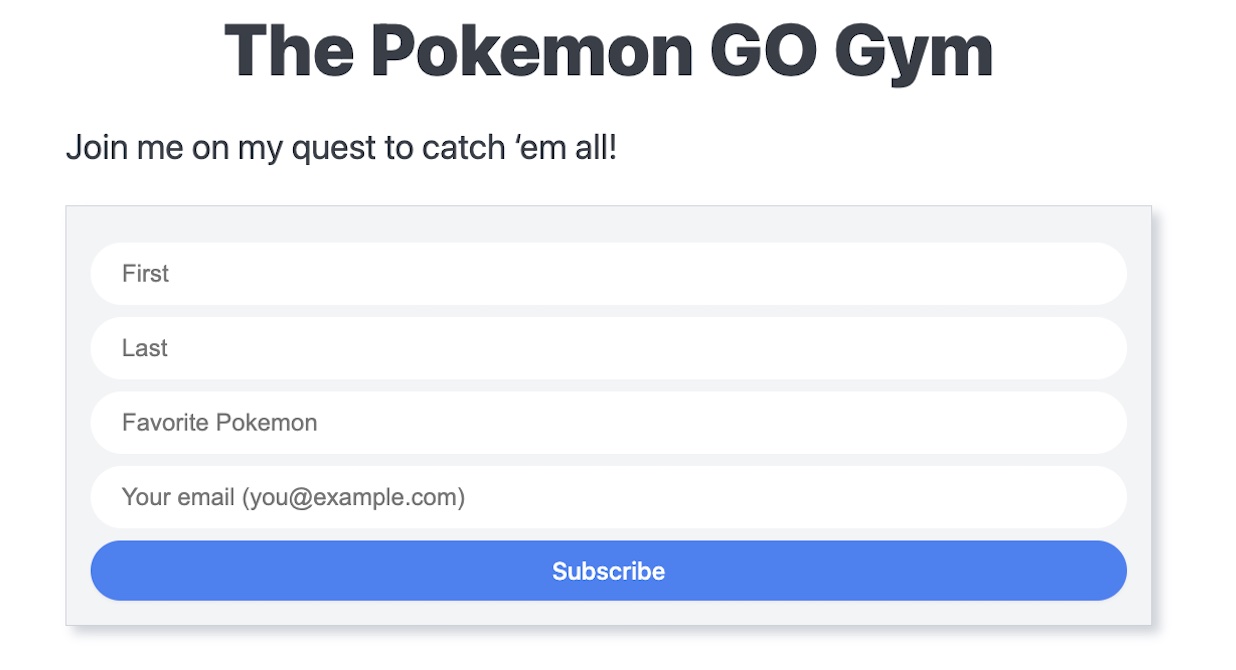 The Pokemon GO Gym
Join me on my quest to catch ‘em all!
First
Last
Favorite Pokemon
Your email (you@example.com)
Subscribe